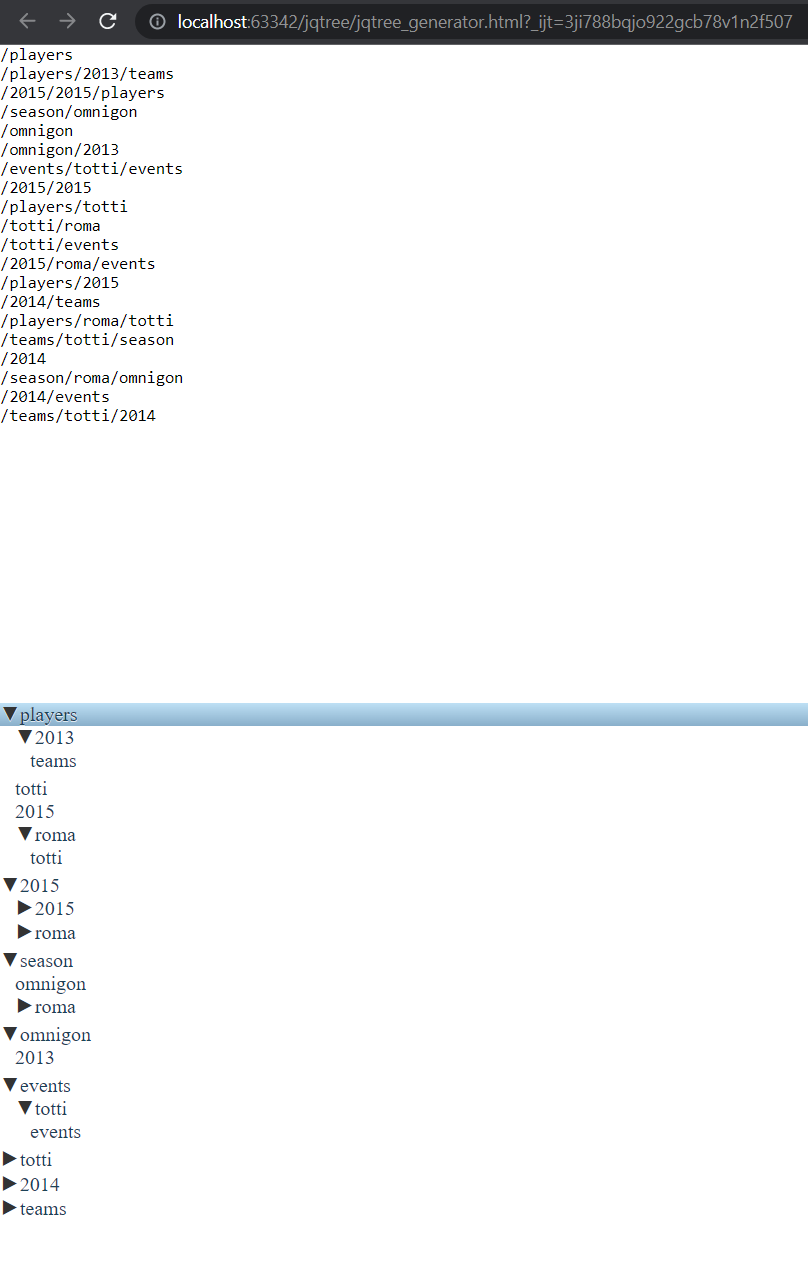 localhost:63342/jqtree/jqtree_generator.html?_ijt=3ji788bqjo922gcb78v1n2f507
/players
/players/2013/teams
/2015/2015/players
/season/omnigon
/omnigon
/omnigon/2013
/events/totti/events
/2015/2015
/players/totti
/totti/roma
/totti/events
/2015/roma/events
/players/2015
/2014/teams
/players/roma/totti
/teams/totti/season
/2014
/season/roma/omnigon
/2014/events
/teams/totti/2014
players
2013
teams
totti
2015
roma
totti
2015
2015
roma
season
omnigon
roma
omnigon
2013
events
totti
events
totti
2014
teams